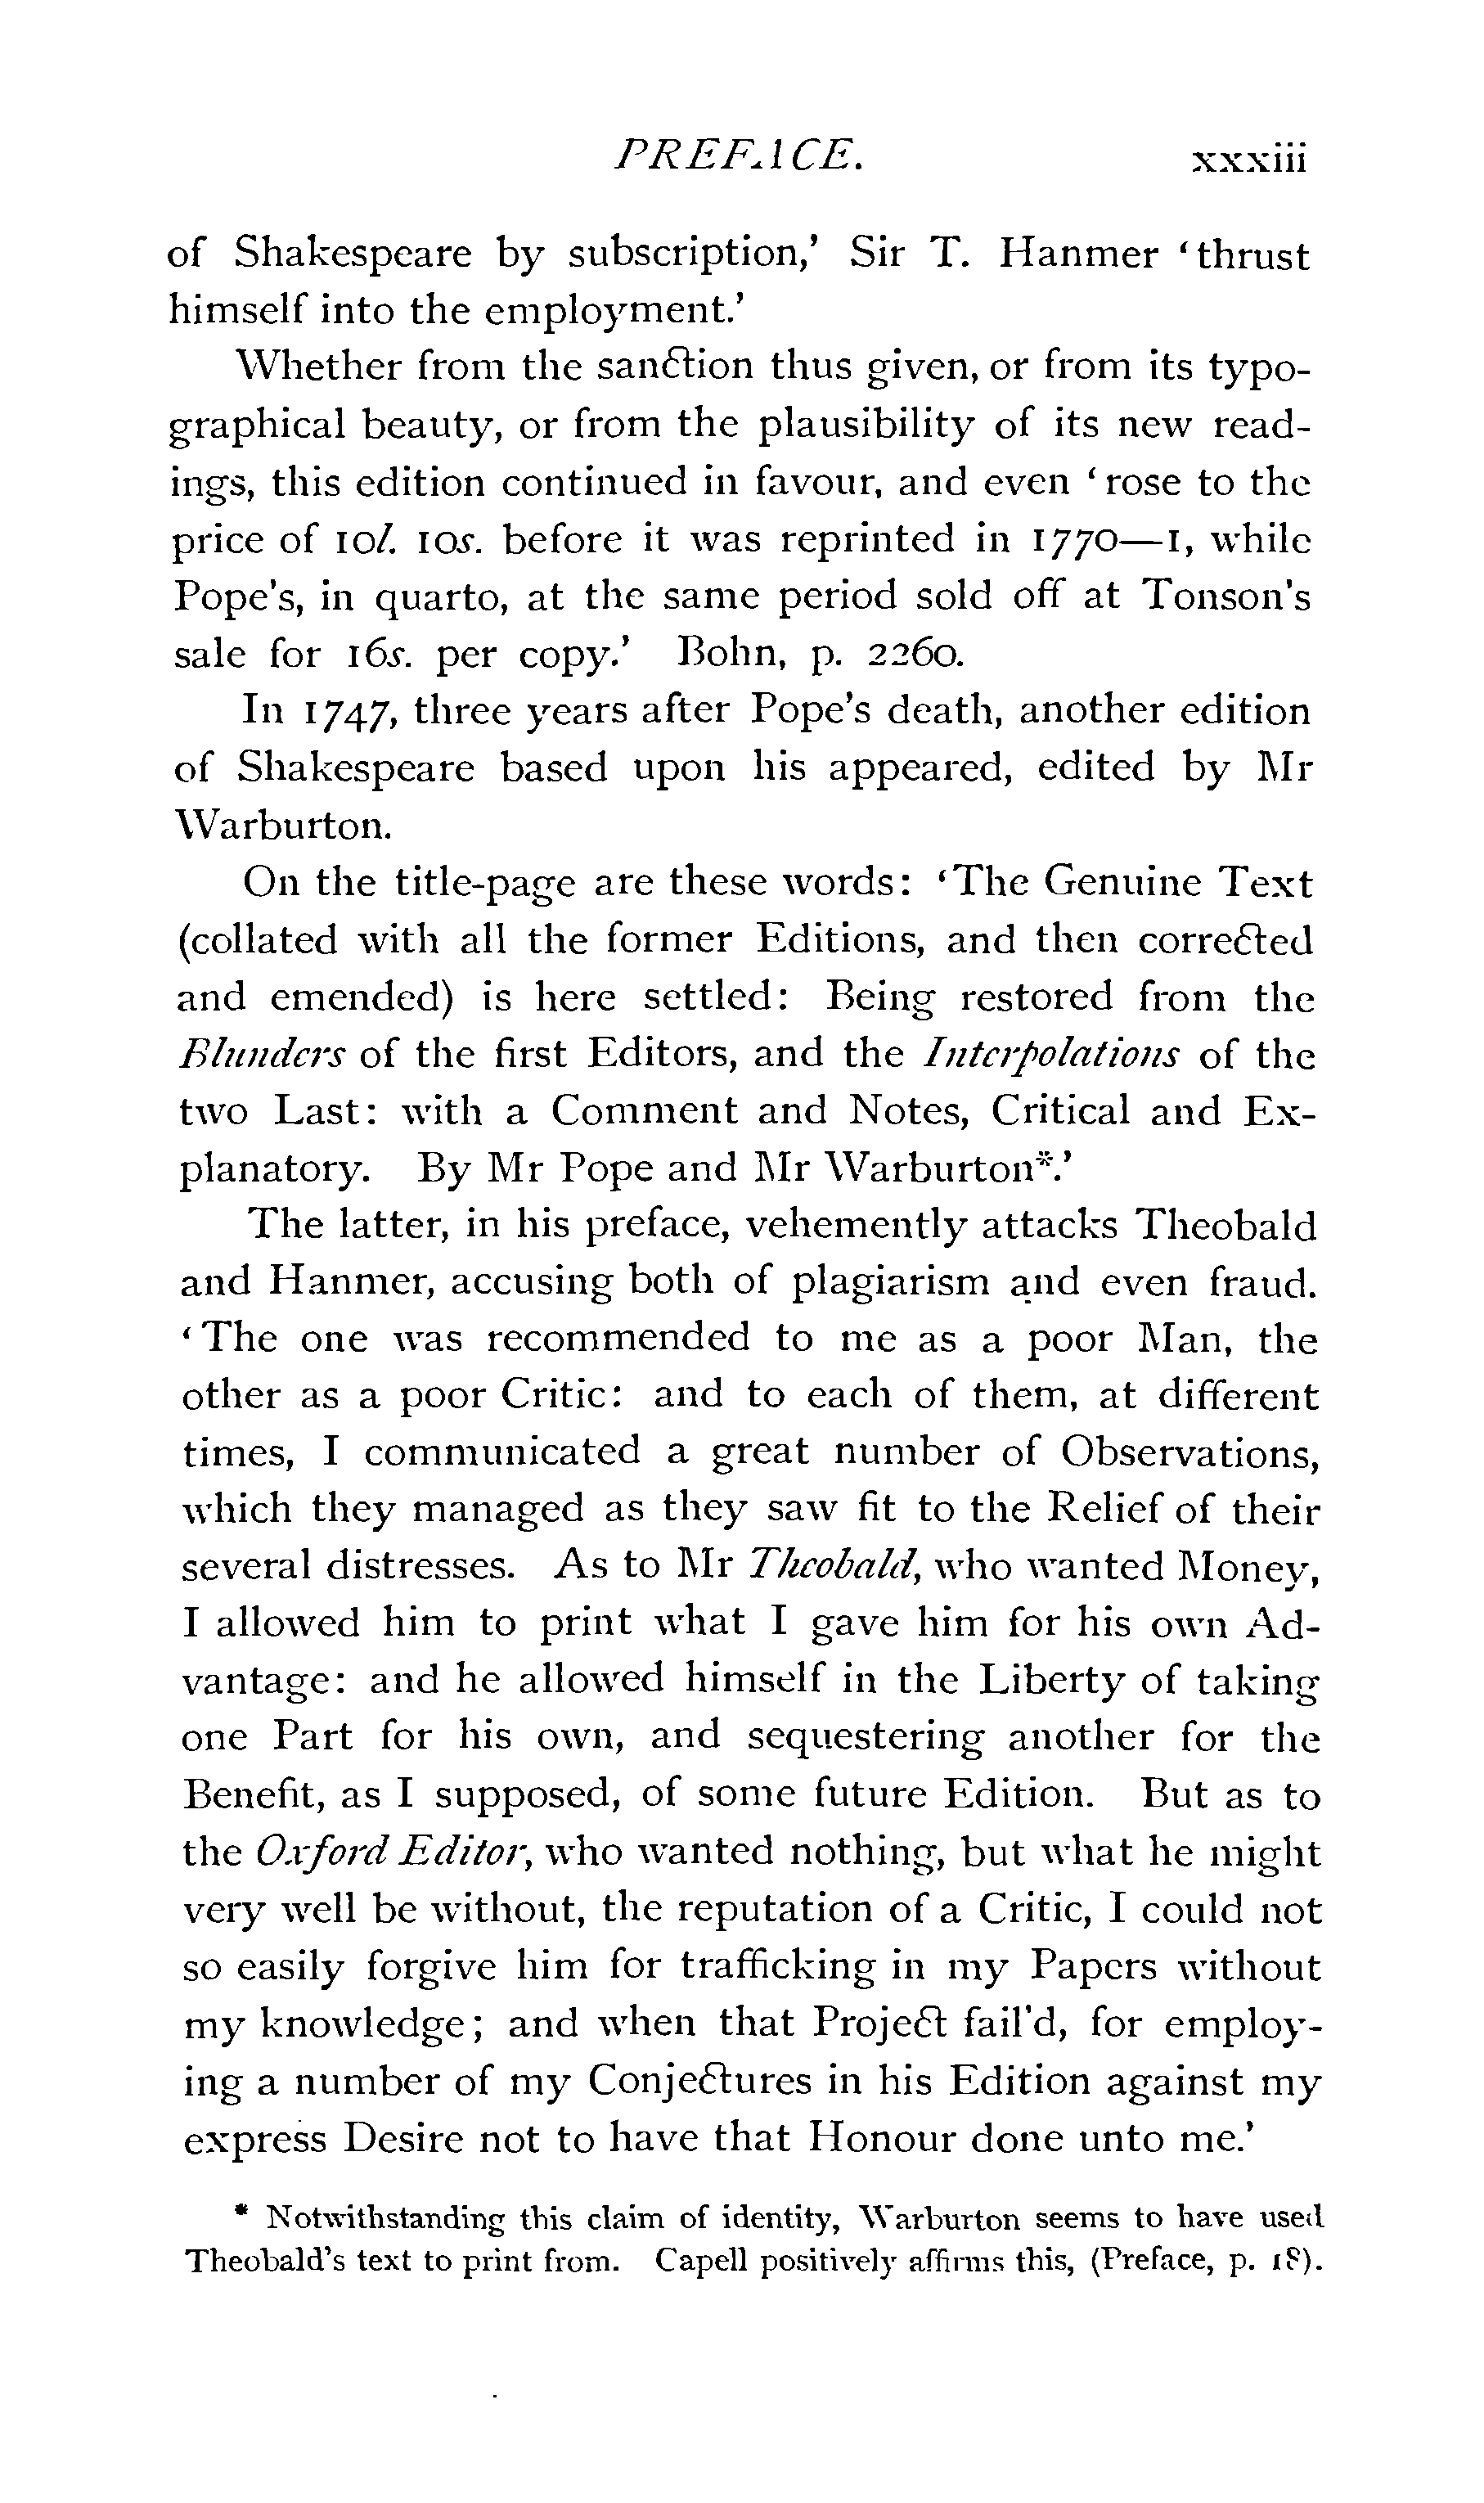 PREFACE. xxxiii
of Shakespeare by subscription,’ Sir T. Hanmer ‘thrust
himself into the employment.’
Whether from the sanction thus given, or from its typo-
graphical beauty, or from the plausibility of its new read-
ings, this edition continued in favour, and even ‘rose to the
price of 10l. 10s. before it was reprinted in 1770—1, while
Pope's, in quarto, at the same period sold off at Tonson's
sale for 16s. per copy.’ Bohn, p. 2260.
In 1747, three years after Pope's death, another edition
of Shakespeare based upon his appeared, edited by Mr
Warburton.
On the title-page are these words: ‘The Genuine Text
(collated with all the former Editions, and then corrected
and emended) is here settled: Being restored from the
Blunders of the first Editors, and the Interpolations of the
two Last: with a Comment and Notes, Critical and Ex-
planatory. By Mr Pope and Mr Warburton*.’
The latter, in his preface, vehemently attacks Theobald
and Hanmer, accusing both of plagiarism and even fraud.
‘The one was recommended to me as a poor Man, the
other as a poor Critic: and to each of them, at different
times, I communicated a great number of Observations,
which they managed as they saw fit to the Relief of their
several distresses. As to Mr Theobald, who wanted Money,
I allowed him to print what I gave him for his own Ad-
vantage: and he allowed himself in the Liberty of taking
one Part for his own, and sequestering another for the
Benefit, as I supposed, of some future Edition. But as to
the Oxford Editor, who wanted nothing, but what he might
very well be without, the reputation of a Critic, I could not
so easily forgive him for trafficking in my Papers without
my knowledge; and when that Project fail'd, for employ-
ing a number of my Conjectures in his Edition against my
express Desire not to have that Honour done unto me.’
* Notwithstanding this claim of identity, Warburton seems to have used
Theobald's text to print from. Capell positively affirms this, (Preface, p. 18).